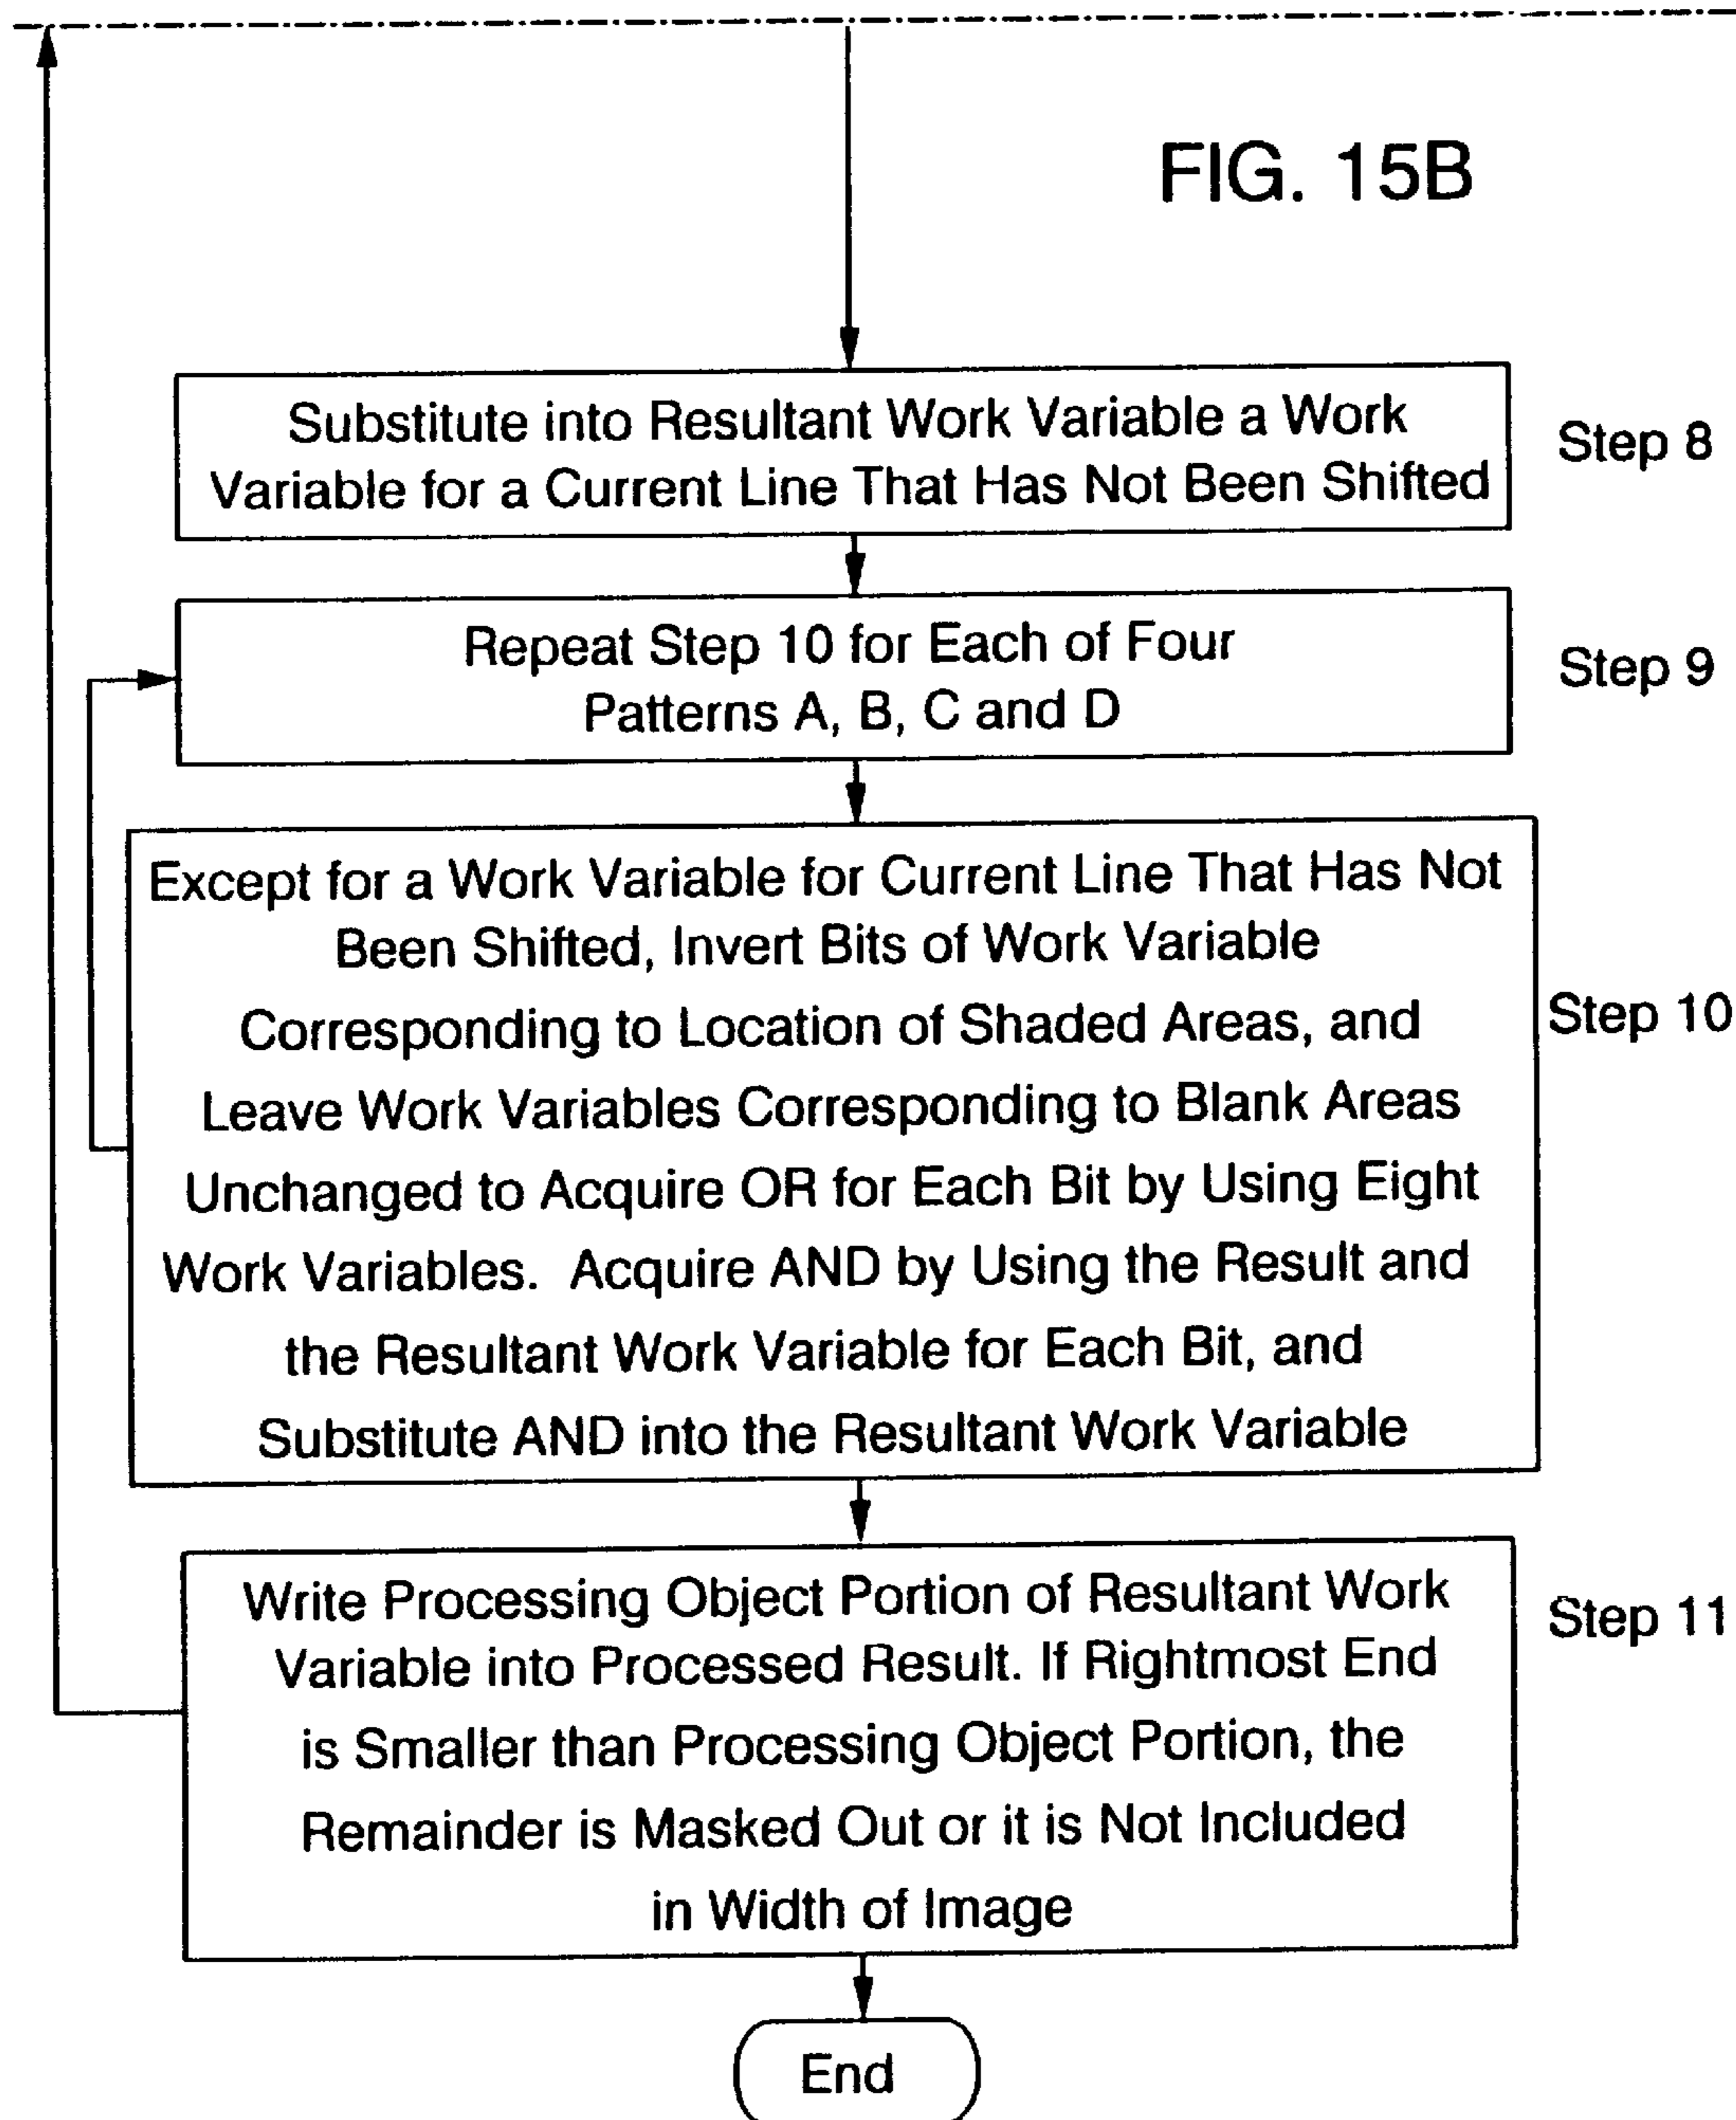 FIG. 15B
Substitute into Resultant Work Variable a Work
Variable for a Current Line That Has Not Been Shifted
Step 8
Repeat Step 10 for Each of Four
Patterns A, B, C and D
Step 9
Except for a Work Variable for Current Line That Has Not
Been Shifted, Invert Bits of Work Variable
Corresponding to Location of Shaded Areas, and
Leave Work Variables Corresponding to Blank Areas
Unchanged to Acquire OR for Each Bit by Using Eight
Work Variables. Acquire AND by Using the Result and
the Resultant Work Variable for Each Bit, and
Substitute AND into the Resultant Work Variable
Step 10
Write Processing Object Portion of Resultant Work
Variable into Processed Result. If Rightmost End
is Smaller than Processing Object Portion, the
Remainder is Masked Out or it is Not Included
in Width of Image
Step 11
End